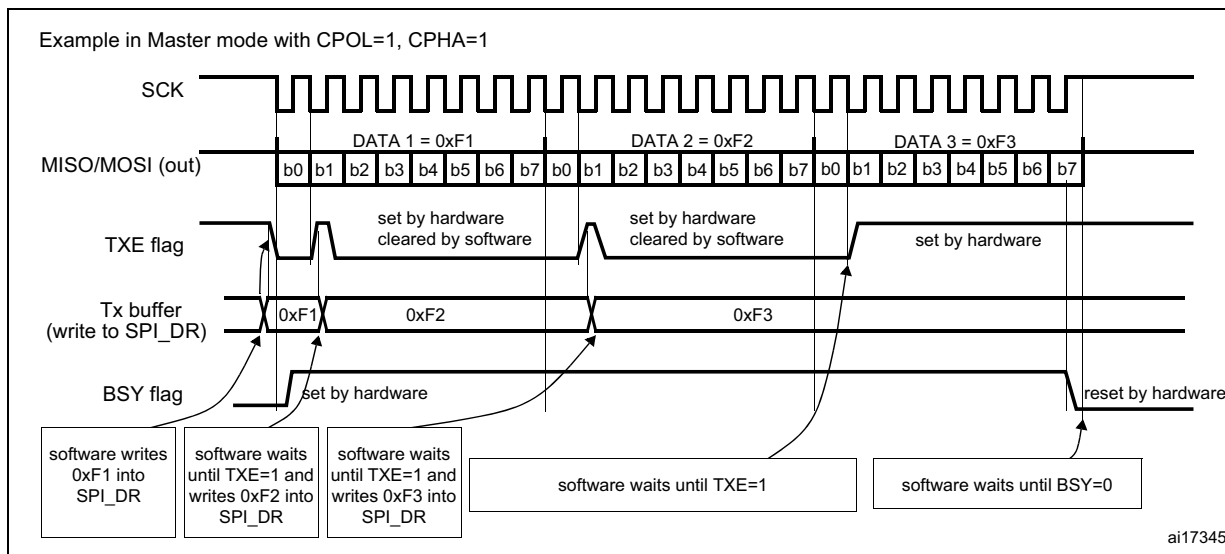 Example in Master mode with CPOL=1, CPHA=1
SCK
DATA 1 = 0xF1 DATA 2 = 0xF2 DATA 3 = 0xF3
MISO/MOSI (out) b0 b1 b2 b3 b4 b5 b6 b7 b0 b1 b2 b3 b4 b5 b6 b7 b0 b1 b2 b3 b4 b5 b6 b7
TXE flag
set by hardware
cleared by software
set by hardware
cleared by software
set by hardware
Tx buffer
(write to SPI_DR)
0xF1 0xF2 0xF3
BSY flag
set by hardware
reset by hardware
software writes
0xF1 into
SPI_DR
software waits
until TXE=1 and
writes 0xF2 into
SPI_DR
software waits
until TXE=1 and
writes 0xF3 into
SPI_DR
software waits until TXE=1
software waits until BSY=0
ai17345